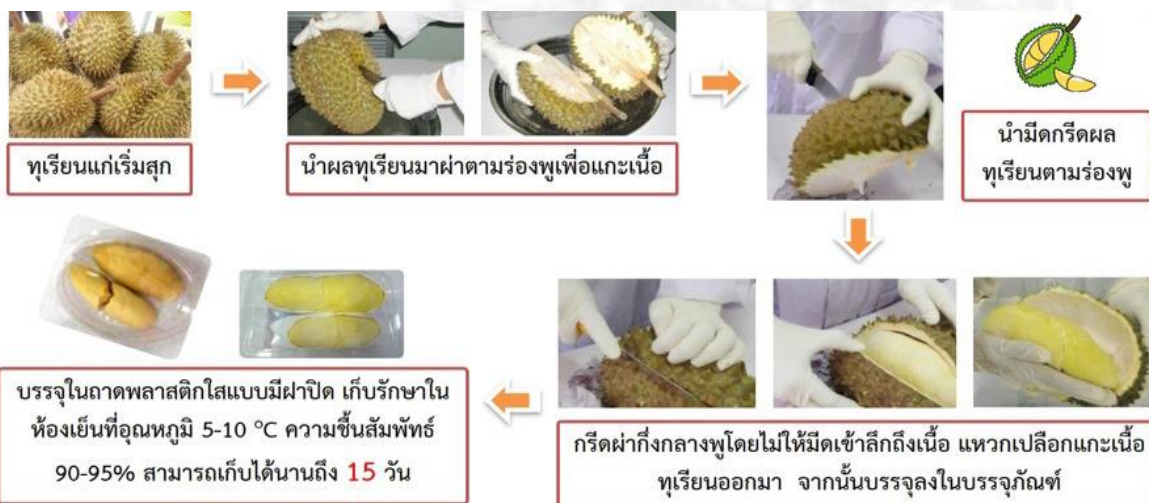 ทุเรียนแก่เริ่มสุก
นำผลทุเรียนมาผ่าตามร่องพูเพื่อแกะเนื้อ
นำมีดกรีดผล
ทุเรียนตามร่องพู
กรีดผ่ากึ่งกลางพูโดยไม่ให้มีดเข้าลึกถึงเนื้อ แหวกเปลือกแกะเนื้อ
ทุเรียนออกมา จากนั้นบรรจุลงในบรรจุภัณฑ์
บรรจุในถาดพลาสติกใสแบบมีฝาปิด เก็บรักษาใน
ห้องเย็นที่อุณหภูมิ 5-10 °C ความชื้นสัมพัทธ์
90-95% สามารถเก็บได้นานถึง 15 วัน